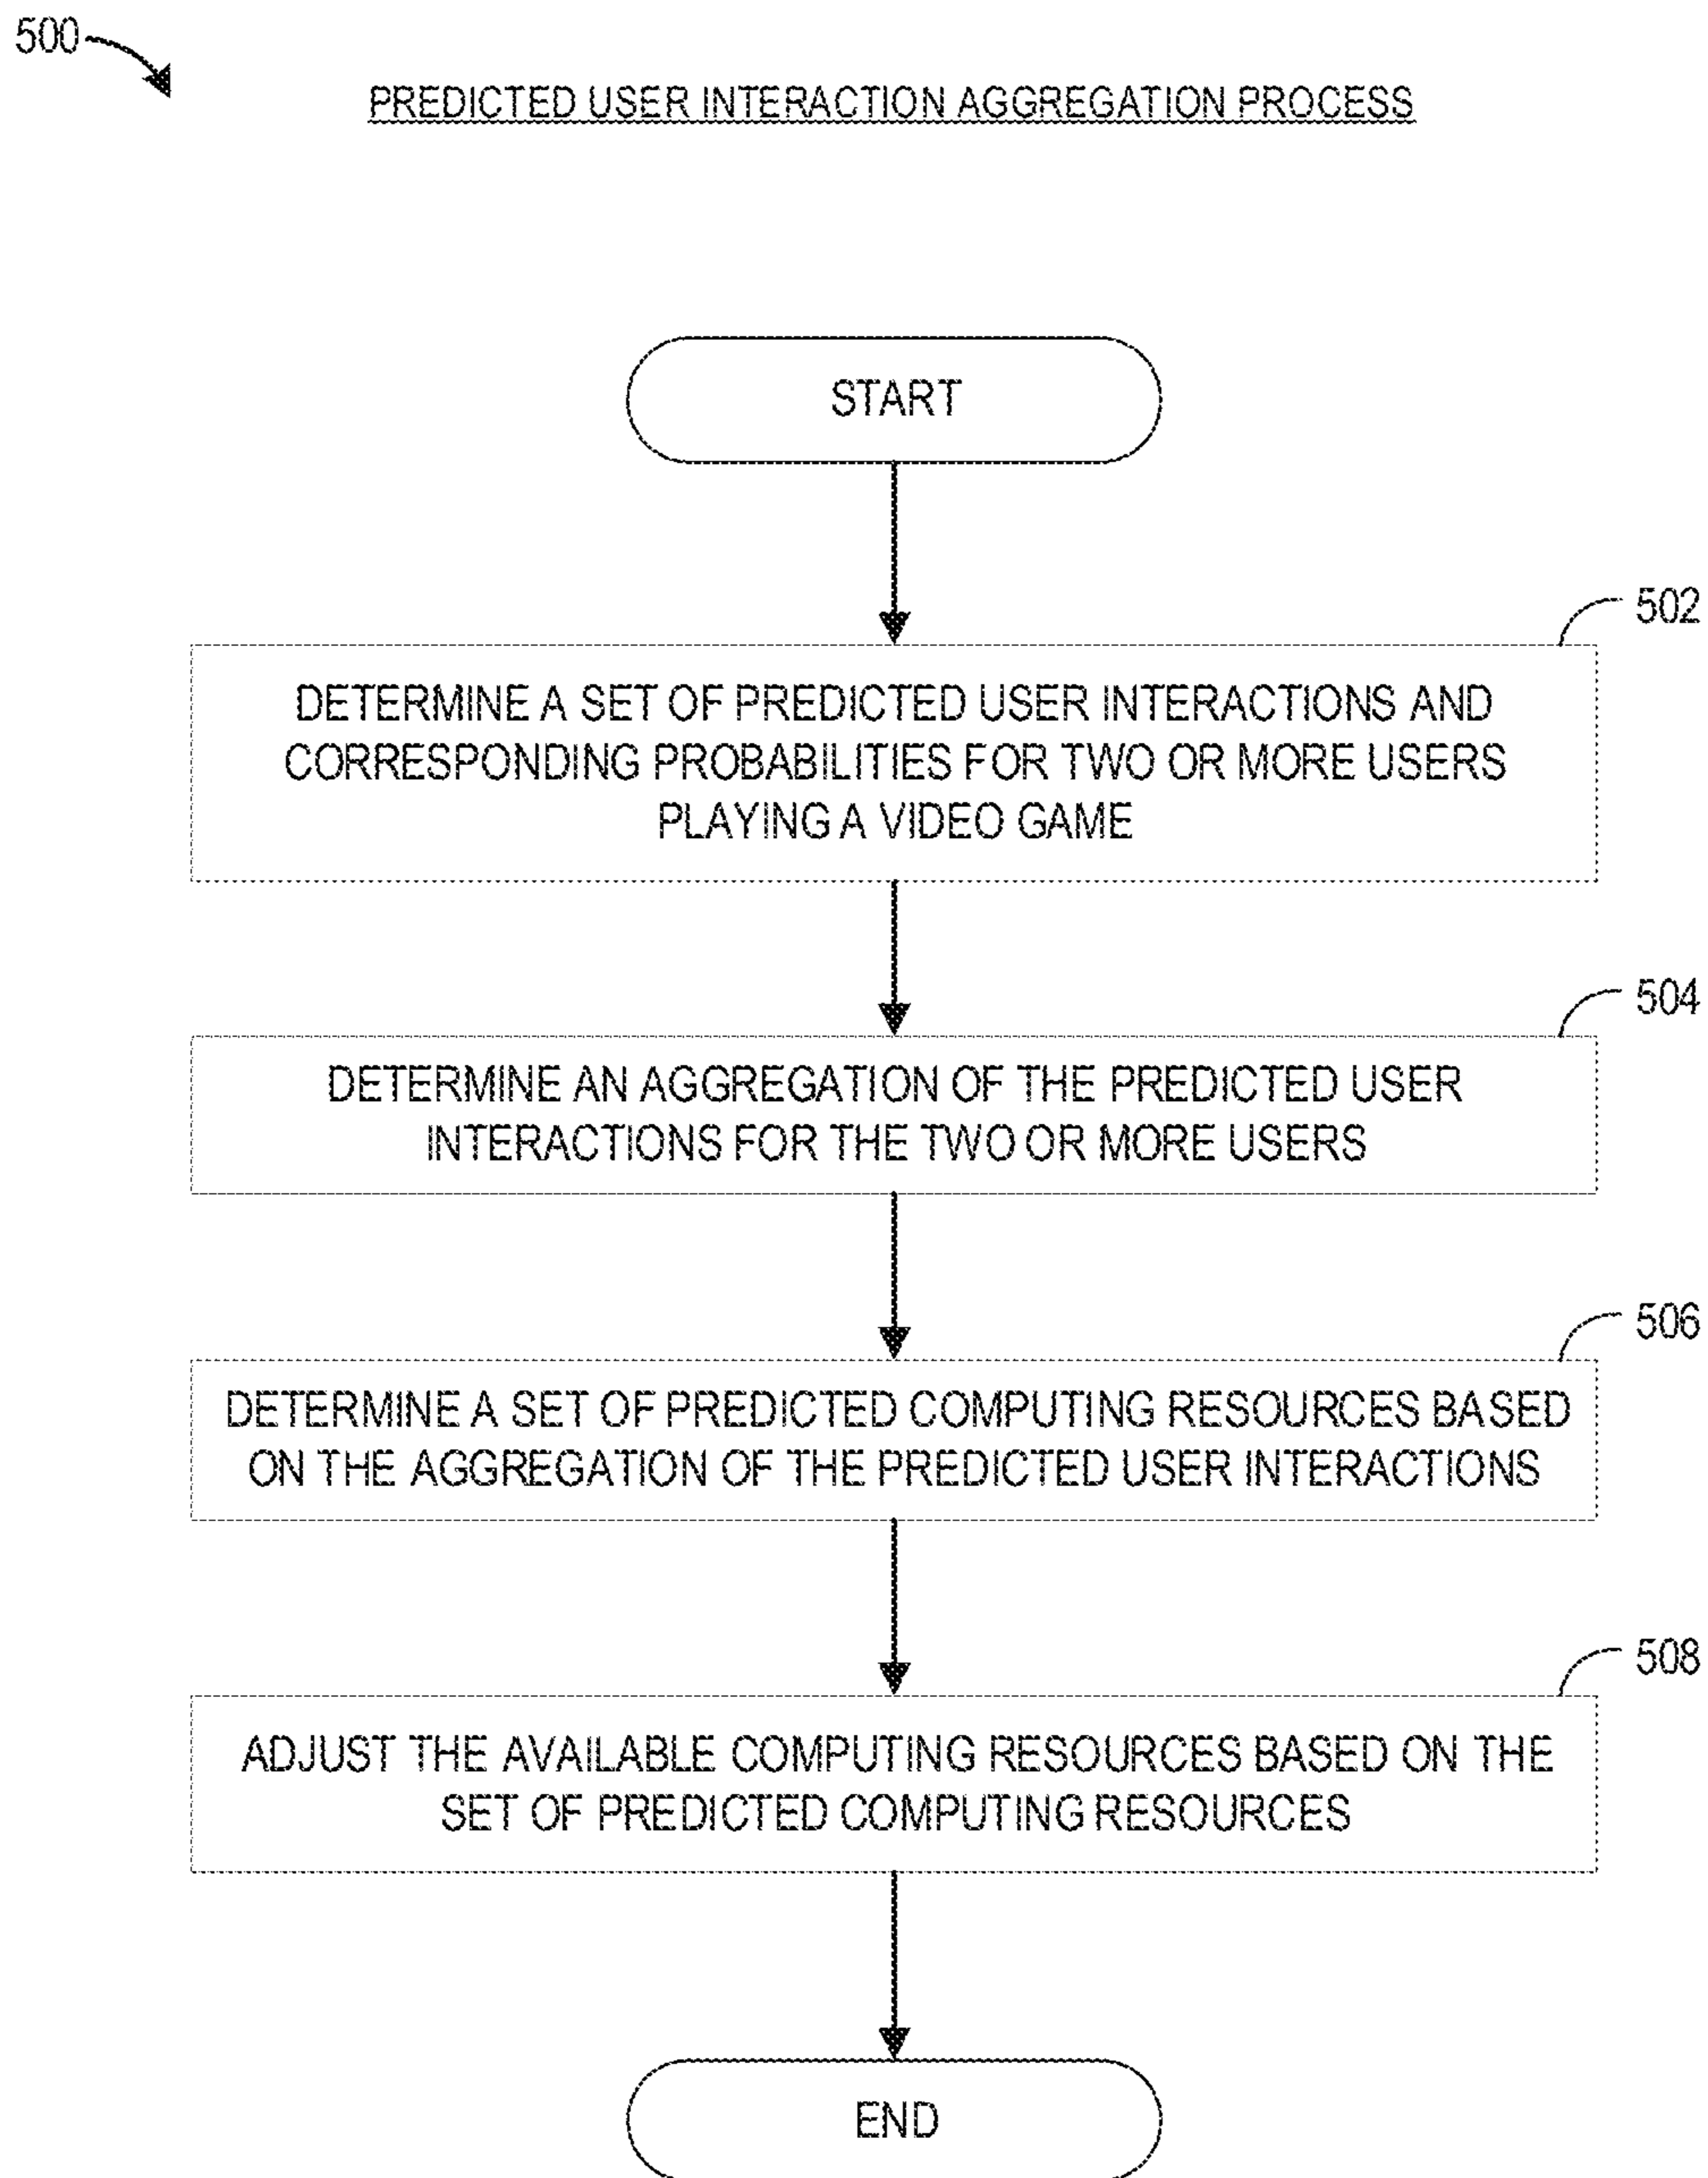 500
PREDICTED USER INTERACTION AGGREGATION PROCESS
START
502
DETERMINE A SET OF PREDICTED USER INTERACTIONS AND
CORRESPONDING PROBABILITIES FOR TWO OR MORE USERS
PLAYING A VIDEO GAME
504
DETERMINE AN AGGREGATION OF THE PREDICTED USER
INTERACTIONS FOR THE TWO OR MORE USERS
506
DETERMINE A SET OF PREDICTED COMPUTING RESOURCES BASED
ON THE AGGREGATION OF THE PREDICTED USER INTERACTIONS
508
ADJUST THE AVAILABLE COMPUTING RESOURCES BASED ON THE
SET OF PREDICTED COMPUTING RESOURCES
END